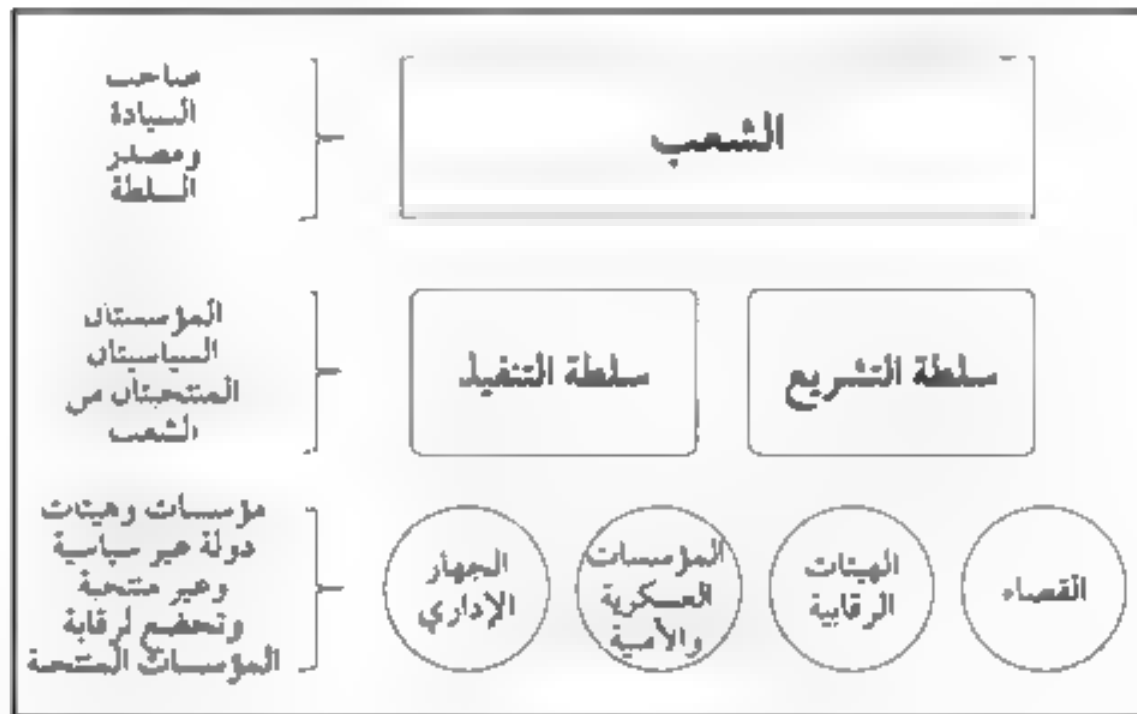 الشعب
صاحب
السيادة
ومصدر
السلطة
سلطة التشريع
سلطة التنفيذ
المؤسستان
السياسيتان
المنتخبتان من
الشعب
القضاء
الهيئات
الرقابية
المؤسسات
العسكرية
والأمنية
الجهاز
الإداري
مؤسسات وهيئات
دولة غير سياسية
وغير منتخبة
وتخضع لرقابة
المؤسسات المنتخبة